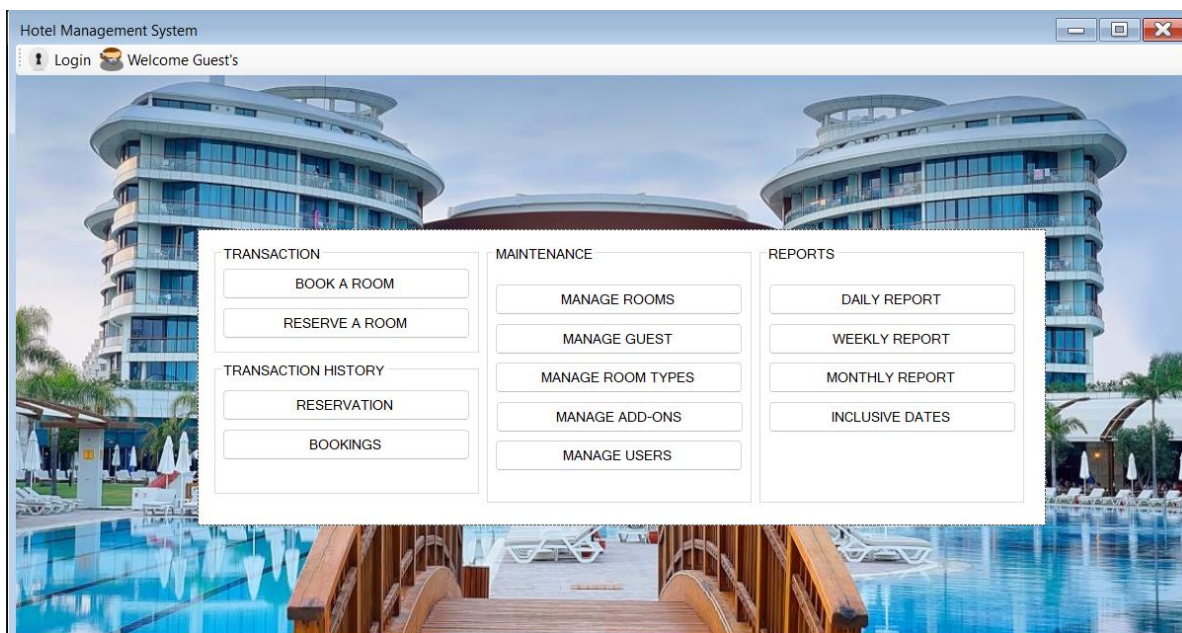 Hotel Management System
Login Welcome Guest's
TRANSACTION
BOOK A ROOM
RESERVE A ROOM
TRANSACTION HISTORY
RESERVATION
BOOKINGS
MAINTENANCE
MANAGE ROOMS
MANAGE GUEST
MANAGE ROOM TYPES
MANAGE ADD-ONS
MANAGE USERS
REPORTS
DAILY REPORT
WEEKLY REPORT
MONTHLY REPORT
INCLUSIVE DATES